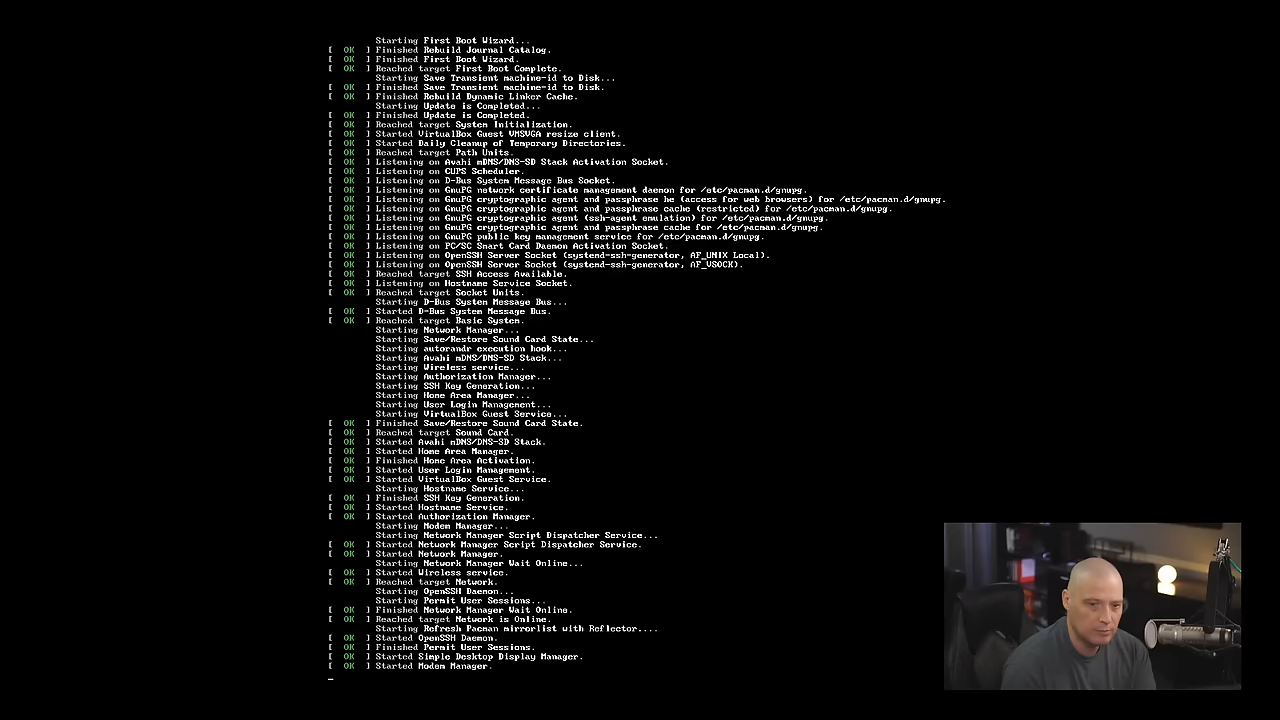 Starting First Boot Wizard...
[  OK  ] Finished Rebuild Journal Catalog.
[  OK  ] Finished First Boot Wizard.
[  OK  ] Reached target First Boot Complete.
Starting Save Transient machine-id to Disk...
[  OK  ] Finished Save Transient machine-id to Disk.
[  OK  ] Finished Rebuild Dynamic Linker Cache.
Starting Update is Completed...
[  OK  ] Finished Update is Completed.
[  OK  ] Reached target System Initialization.
[  OK  ] Started VirtualBox Guest VMSVGA resize client.
[  OK  ] Started Daily Cleanup of Temporary Directories.
[  OK  ] Reached target Path Units.
[  OK  ] Listening on Avahi mDNS/DNS-SD Stack Activation Socket.
[  OK  ] Listening on CUPS Scheduler.
[  OK  ] Listening on D-Bus System Message Bus Socket.
[  OK  ] Listening on GnuPG network certificate management daemon for /etc/pacman.d/gnupg.
[  OK  ] Listening on GnuPG cryptographic agent and passphrase he (access for web browsers) for /etc/pacman.d/gnupg.
[  OK  ] Listening on GnuPG cryptographic agent and passphrase cache (restricted) for /etc/pacman.d/gnupg.
[  OK  ] Listening on GnuPG cryptographic agent (ssh-agent emulation) for /etc/pacman.d/gnupg.
[  OK  ] Listening on GnuPG cryptographic agent and passphrase cache for /etc/pacman.d/gnupg.
[  OK  ] Listening on GnuPG public key management service for /etc/pacman.d/gnupg.
[  OK  ] Listening on PC/SC Smart Card Daemon Activation Socket.
[  OK  ] Listening on OpenSSH Server Socket (systemd-ssh-generator, AF_UNIX Local).
[  OK  ] Listening on OpenSSH Server Socket (systemd-ssh-generator, AF_VSOCK).
[  OK  ] Reached target SSH Access Available.
[  OK  ] Listening on Hostname Service Socket.
[  OK  ] Reached target Socket Units.
Starting D-Bus System Message Bus...
[  OK  ] Started D-Bus System Message Bus.
[  OK  ] Reached target Basic System.
Starting Network Manager...
Starting Save/Restore Sound Card State...
Starting autorandr execution hook...
Starting Avahi mDNS/DNS-SD Stack...
Starting Wireless service...
Starting Authorization Manager...
Starting SSH Key Generation...
Starting Home Area Manager...
Starting User Login Management...
Starting VirtualBox Guest Service...
[  OK  ] Finished Save/Restore Sound Card State.
[  OK  ] Reached target Sound Card.
[  OK  ] Started Avahi mDNS/DNS-SD Stack.
[  OK  ] Started Home Area Manager.
[  OK  ] Finished Home Area Activation.
[  OK  ] Started User Login Management.
[  OK  ] Started VirtualBox Guest Service.
Starting Hostname Service...
[  OK  ] Finished SSH Key Generation.
[  OK  ] Started Hostname Service.
[  OK  ] Started Authorization Manager.
Starting Modem Manager...
Starting Network Manager Script Dispatcher Service...
[  OK  ] Started Network Manager Script Dispatcher Service.
[  OK  ] Started Network Manager.
Starting Network Manager Wait Online...
[  OK  ] Started Wireless service.
[  OK  ] Reached target Network.
Starting OpenSSH Daemon...
Starting Permit User Sessions...
[  OK  ] Finished Network Manager Wait Online.
[  OK  ] Reached target Network is Online.
Starting Refresh Pacman mirrorlist with Reflector....
[  OK  ] Started OpenSSH Daemon.
[  OK  ] Finished Permit User Sessions.
[  OK  ] Started Simple Desktop Display Manager.
[  OK  ] Started Modem Manager.